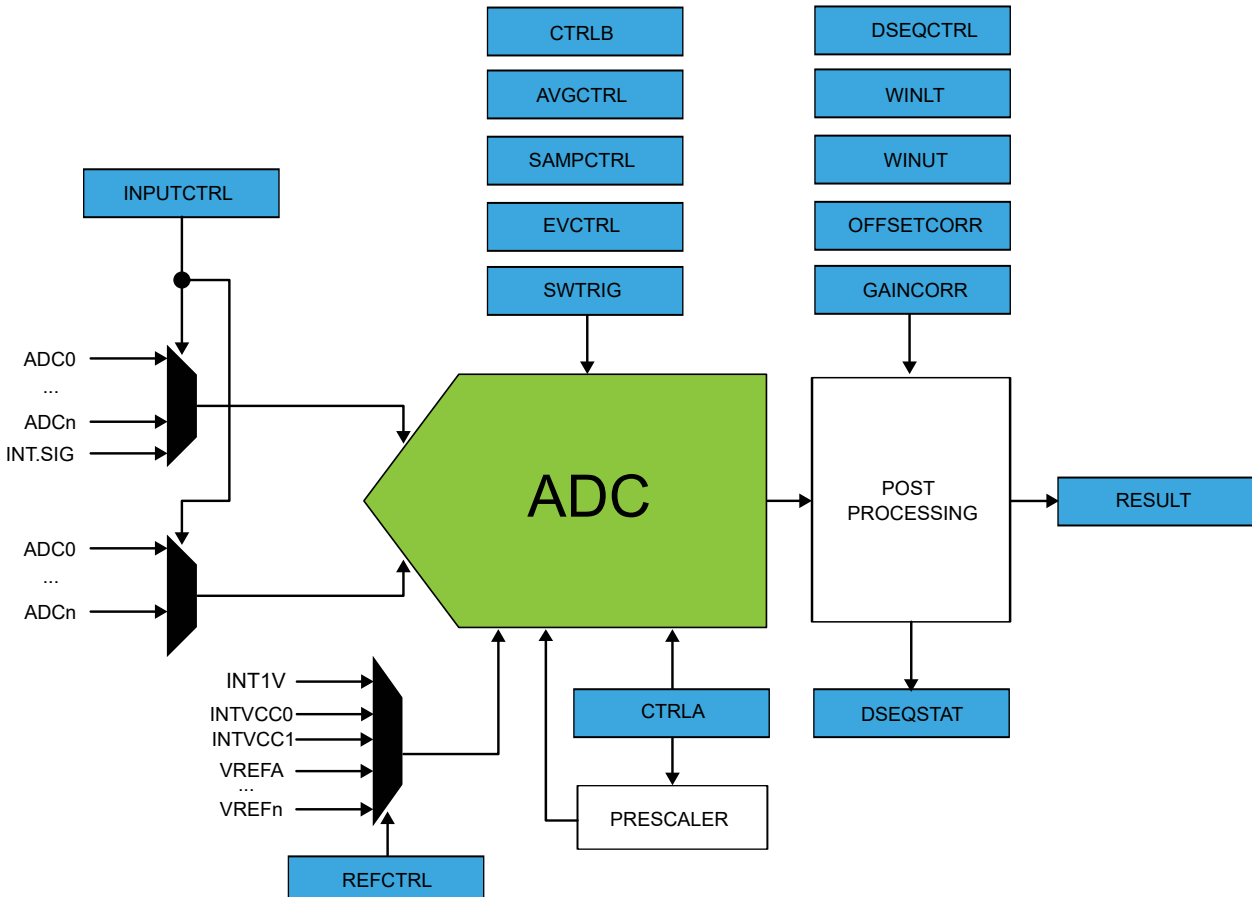 CTRLB
DSEQCTRL
AVGCTRL
WINLT
SAMPCTRL
WINUT
INPUTCTRL
EVCTRL
OFFSETCORR
SWTRIG
GAINCORR
ADC0
...
ADCn
INT.SIG
ADC
POST
PROCESSING
RESULT
ADC0
...
ADCn
INT1V
INTVCC0
INTVCC1
VREFA
...
VREFn
CTRLA
DSEQSTAT
PRESCALER
REFCTRL